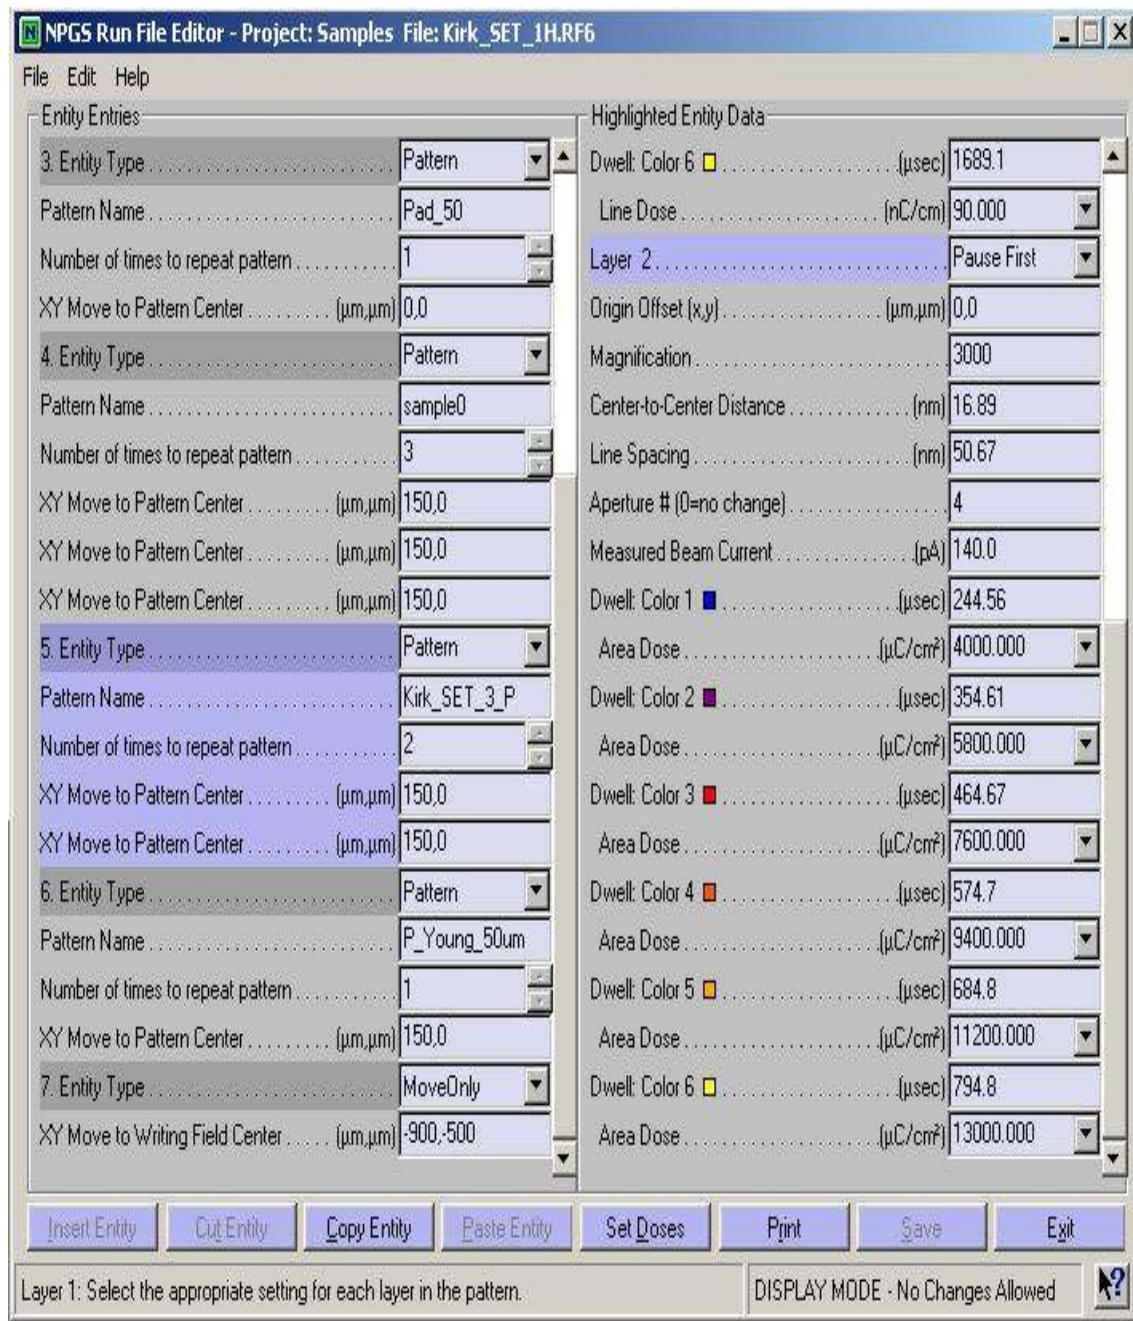 NPGS Run File Editor - Project: Samples File: Kirk_SET_1H.RF6
File Edit Help
Entity Entries
3. Entity Type Pattern
Pattern Name Pad_50
Number of times to repeat pattern 1
XY Move to Pattern Center (µm,µm) 0,0
4. Entity Type Pattern
Pattern Name sample0
Number of times to repeat pattern 3
XY Move to Pattern Center (µm,µm) 150,0
XY Move to Pattern Center (µm,µm) 150,0
XY Move to Pattern Center (µm,µm) 150,0
5. Entity Type Pattern
Pattern Name Kirk_SET_3_P
Number of times to repeat pattern 2
XY Move to Pattern Center (µm,µm) 150,0
XY Move to Pattern Center (µm,µm) 150,0
6. Entity Type Pattern
Pattern Name P_Young_50um
Number of times to repeat pattern 1
XY Move to Pattern Center (µm,µm) 150,0
7. Entity Type MoveOnly
XY Move to Writing Field Center (µm,µm) -900,-500
Highlighted Entity Data
Dwell: Color 6 (µsec) 1689.1
Line Dose (nC/cm) 90.000
Layer 2 Pause First
Origin Offset (x,y) (µm,µm) 0,0
Magnification 3000
Center-to-Center Distance (nm) 16.89
Line Spacing (nm) 50.67
Aperture # (0=no change) 4
Measured Beam Current (pA) 140.0
Dwell: Color 1 (µsec) 244.56
Area Dose (µC/cm²) 4000.000
Dwell: Color 2 (µsec) 354.61
Area Dose (µC/cm²) 5800.000
Dwell: Color 3 (µsec) 464.67
Area Dose (µC/cm²) 7600.000
Dwell: Color 4 (µsec) 574.7
Area Dose (µC/cm²) 9400.000
Dwell: Color 5 (µsec) 684.8
Area Dose (µC/cm²) 11200.000
Dwell: Color 6 (µsec) 794.8
Area Dose (µC/cm²) 13000.000
Insert Entity Cut Entity Copy Entity Paste Entity Set Doses Print Save Exit
Layer 1: Select the appropriate setting for each layer in the pattern. DISPLAY MODE - No Changes Allowed